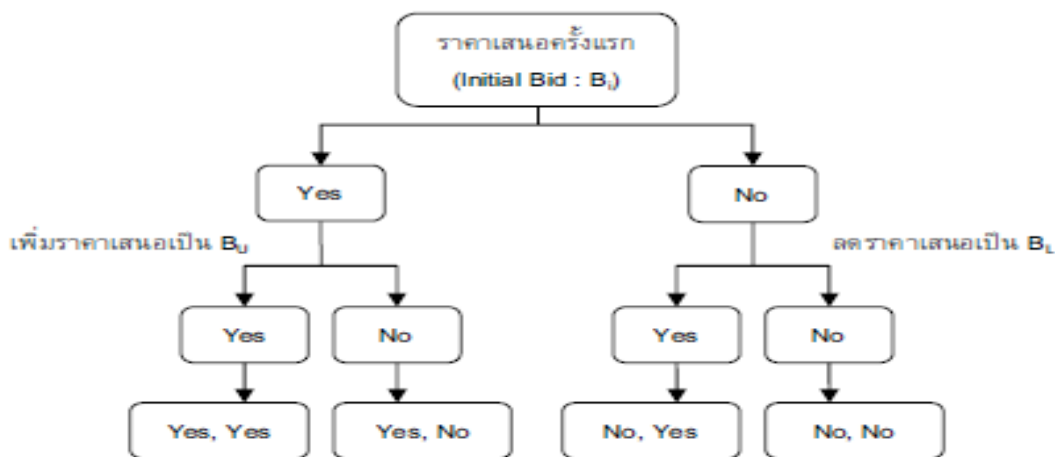 ราคาเสนอครั้งแรก
(Initial Bid : Bᵢ)
Yes
No
เพิ่มราคาเสนอเป็น Bᵤ
ลดราคาเสนอเป็น B_L
Yes
No
Yes
No
Yes, Yes
Yes, No
No, Yes
No, No